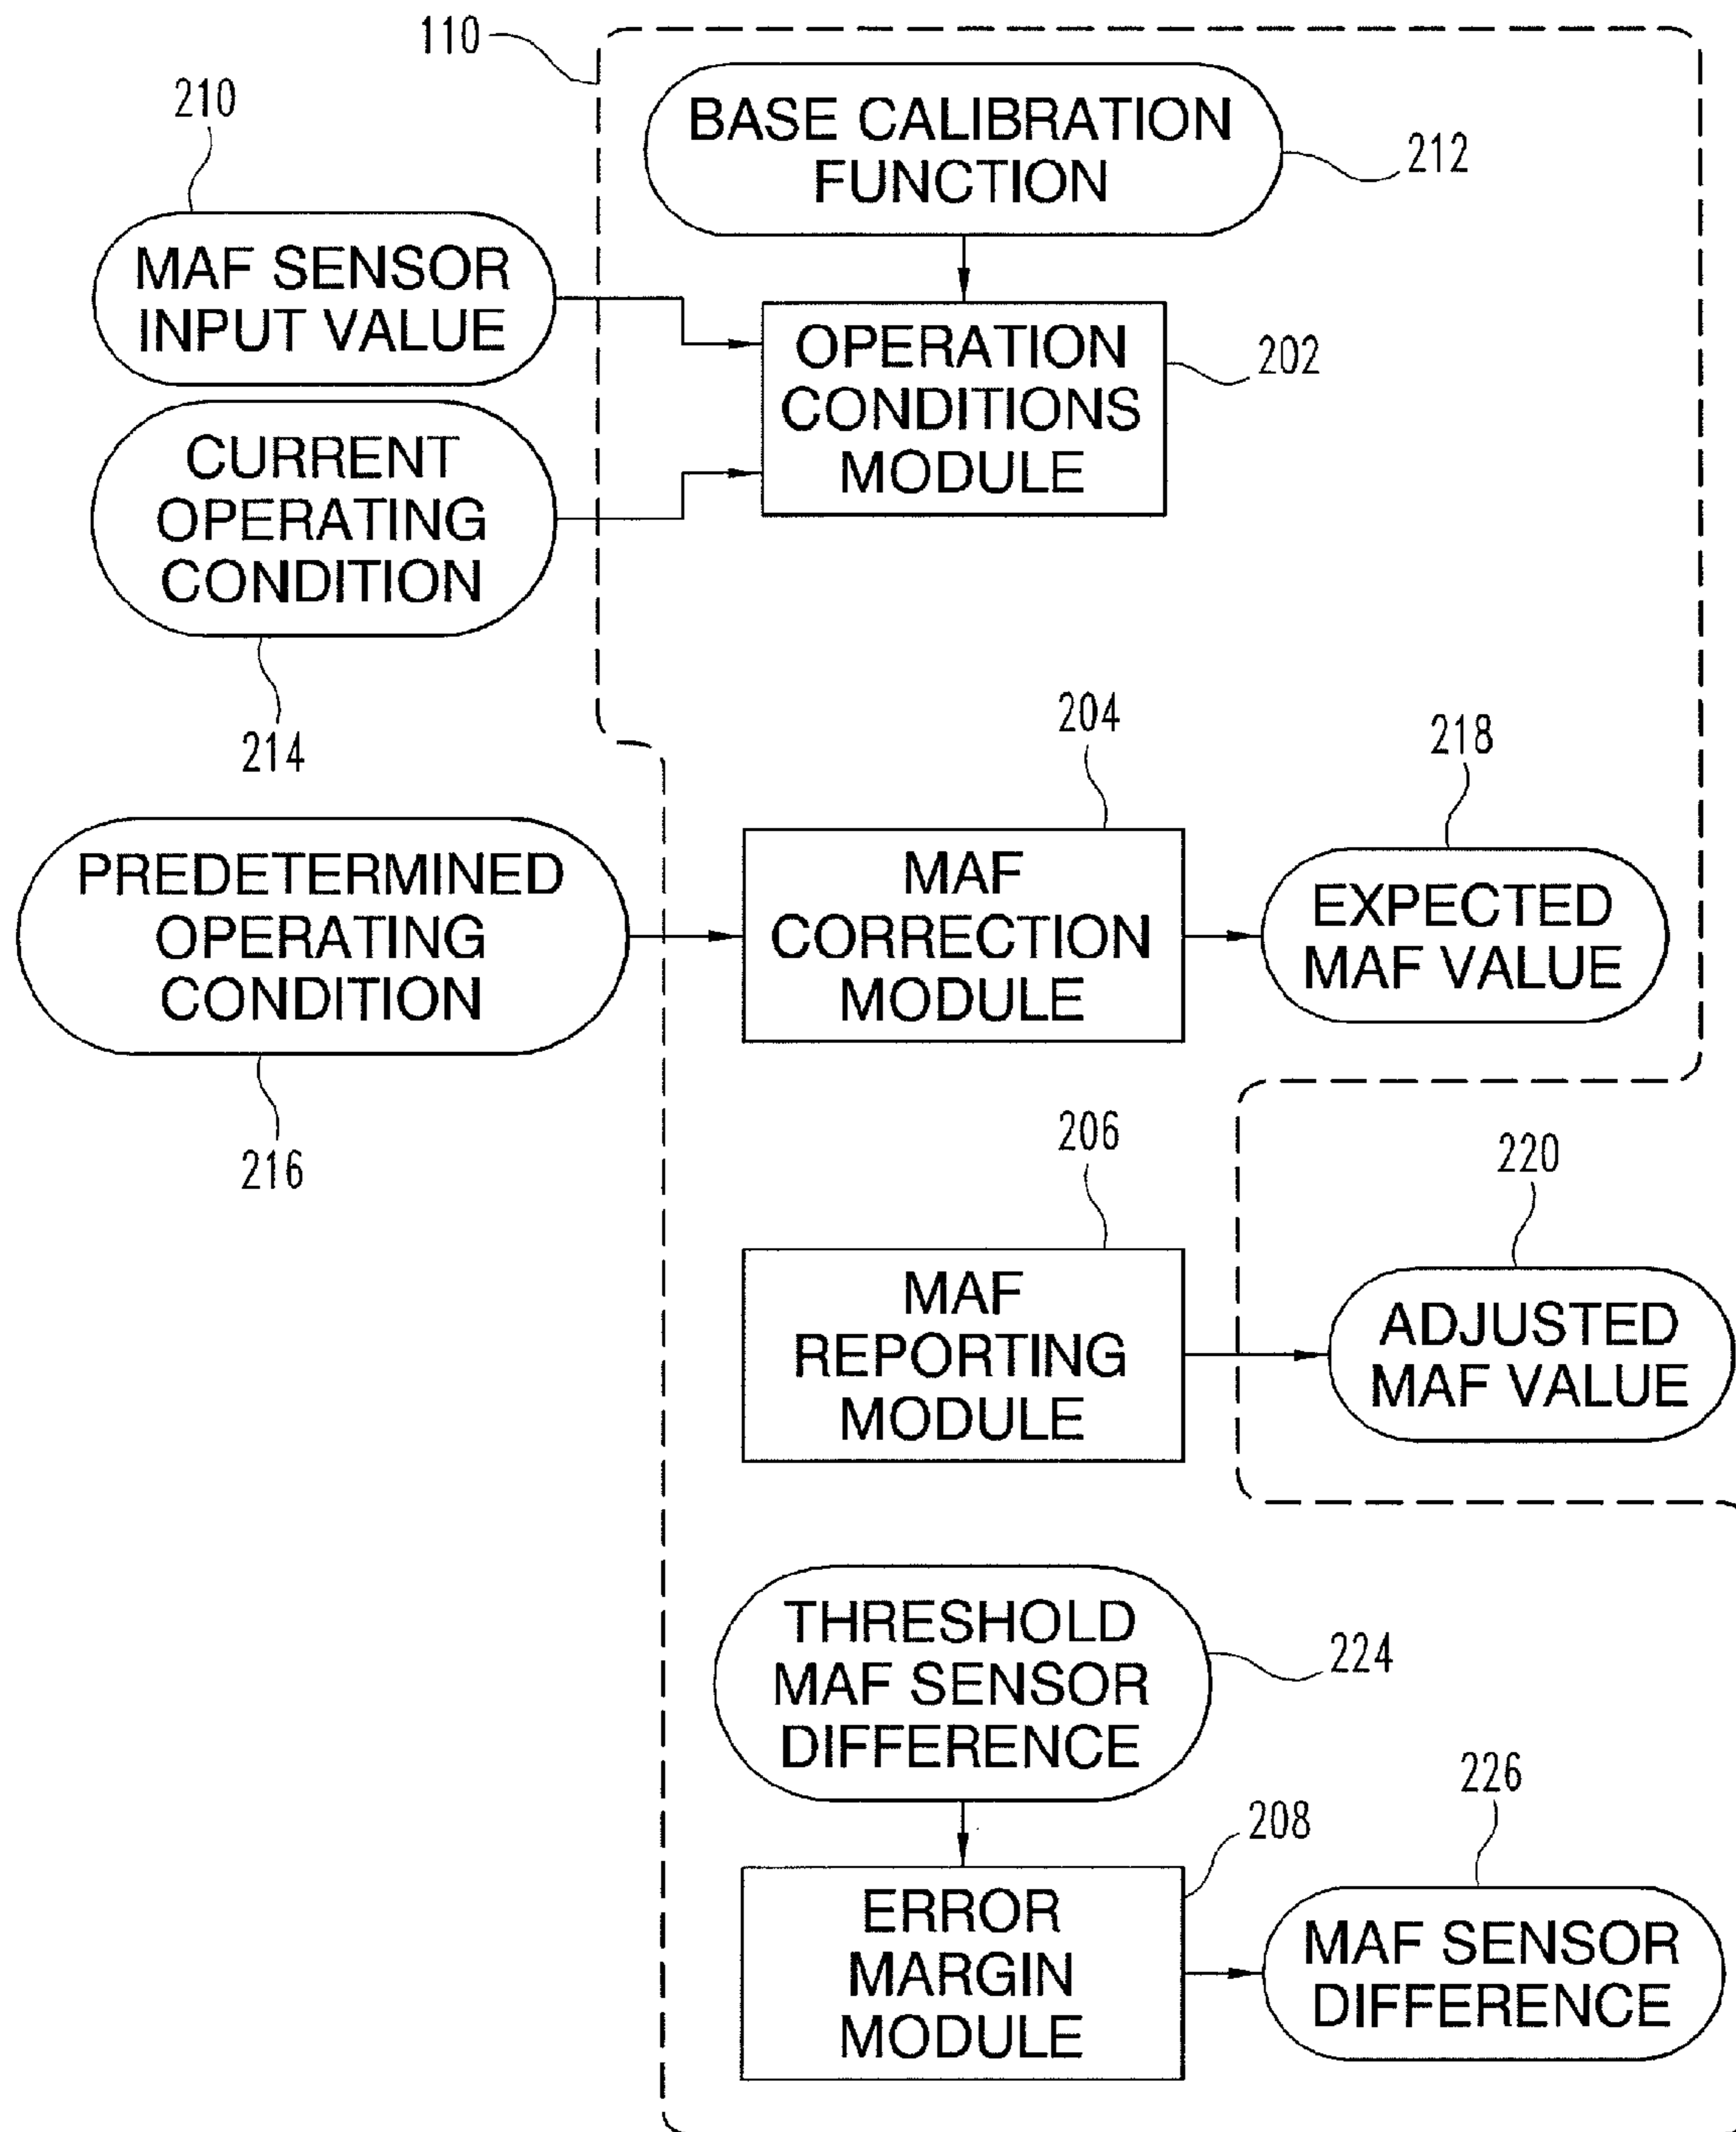 110
210
BASE CALIBRATION
FUNCTION
212
MAF SENSOR
INPUT VALUE
OPERATION
CONDITIONS
MODULE
202
CURRENT
OPERATING
CONDITION
214
204
218
PREDETERMINED
OPERATING
CONDITION
216
MAF
CORRECTION
MODULE
EXPECTED
MAF VALUE
206
220
MAF
REPORTING
MODULE
ADJUSTED
MAF VALUE
THRESHOLD
MAF SENSOR
DIFFERENCE
224
226
208
ERROR
MARGIN
MODULE
MAF SENSOR
DIFFERENCE